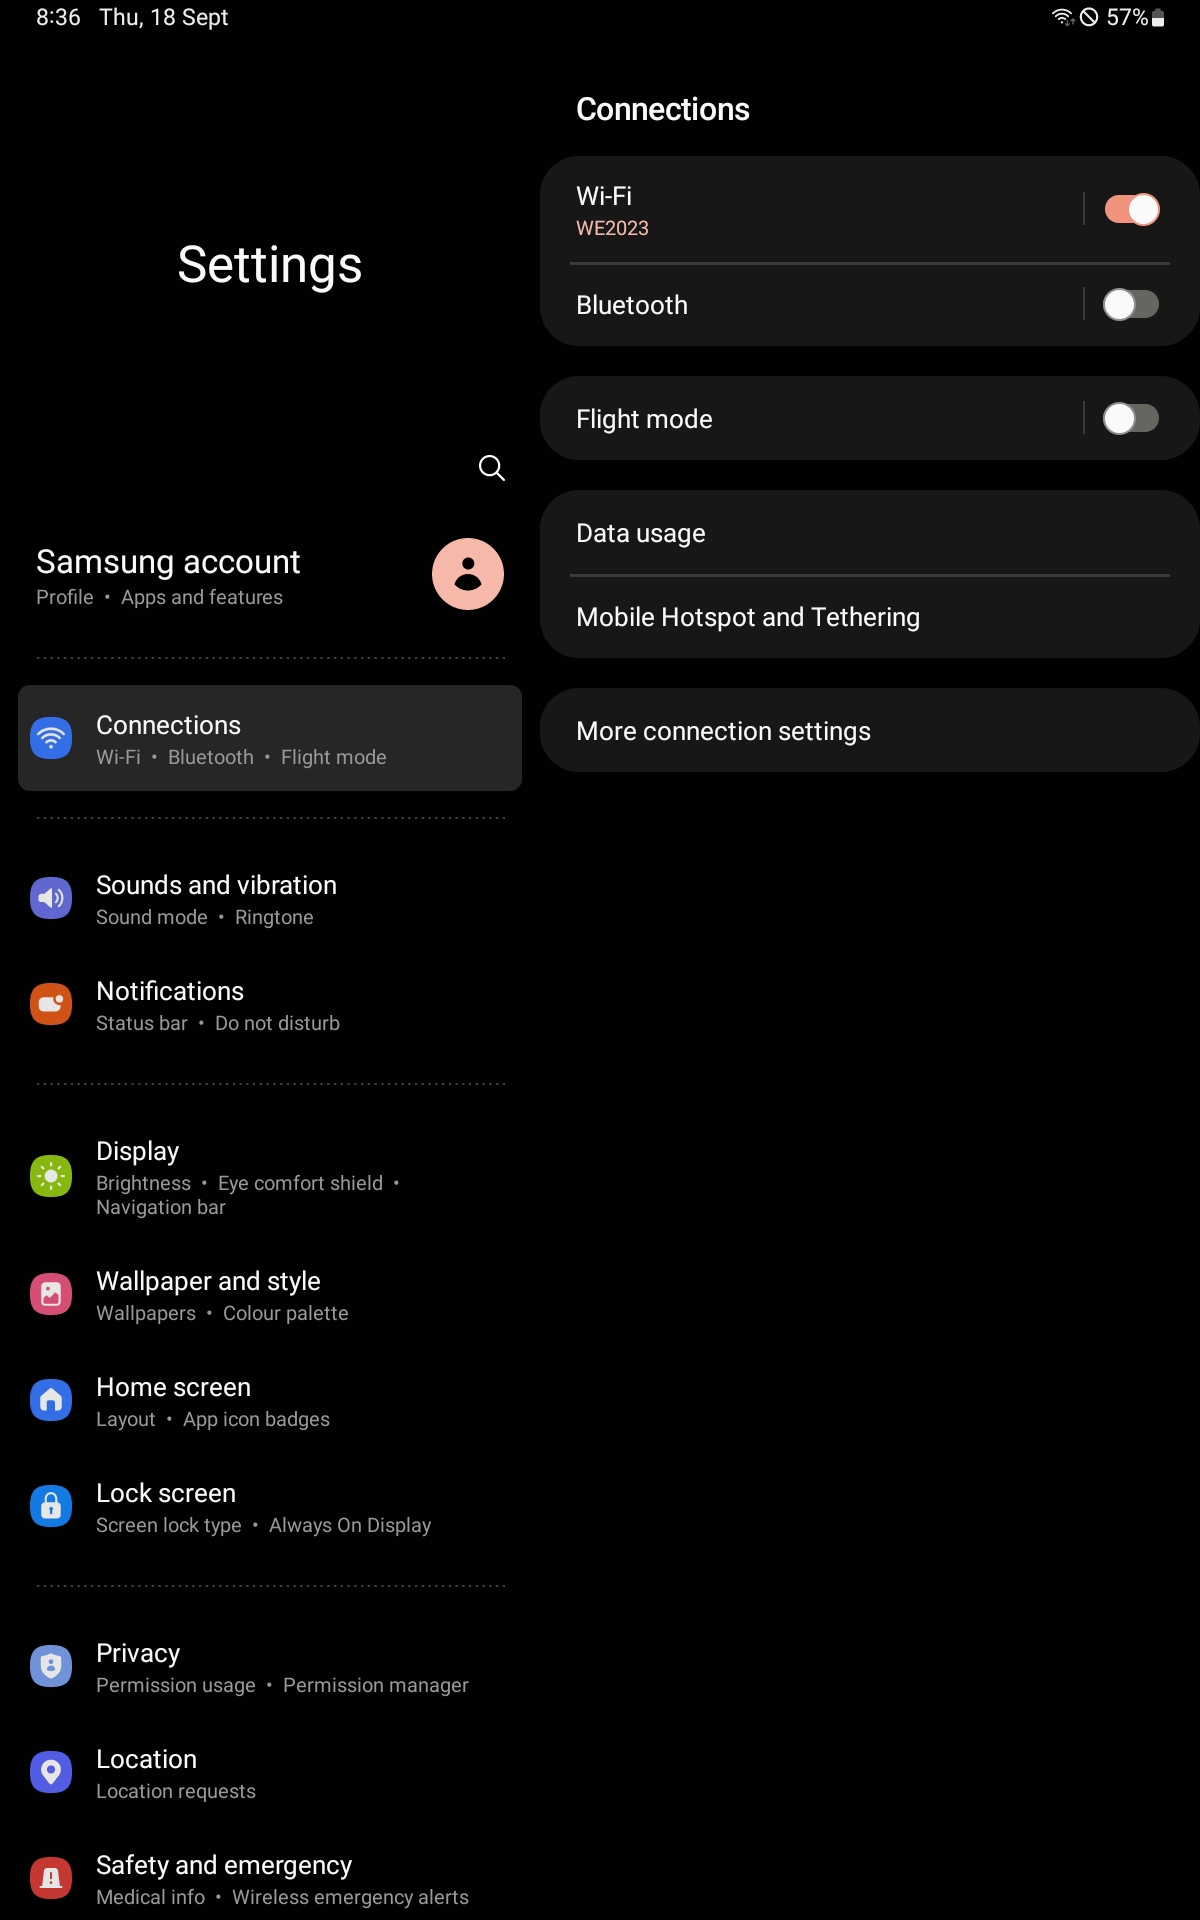 8:36 Thu, 18 Sept
57%
Settings
Samsung account
Profile • Apps and features
Connections
Wi-Fi • Bluetooth • Flight mode
Sounds and vibration
Sound mode • Ringtone
Notifications
Status bar • Do not disturb
Display
Brightness • Eye comfort shield •
Navigation bar
Wallpaper and style
Wallpapers • Colour palette
Home screen
Layout • App icon badges
Lock screen
Screen lock type • Always On Display
Privacy
Permission usage • Permission manager
Location
Location requests
Safety and emergency
Medical info • Wireless emergency alerts
Connections
Wi-Fi
WE2023
Bluetooth
Flight mode
Data usage
Mobile Hotspot and Tethering
More connection settings